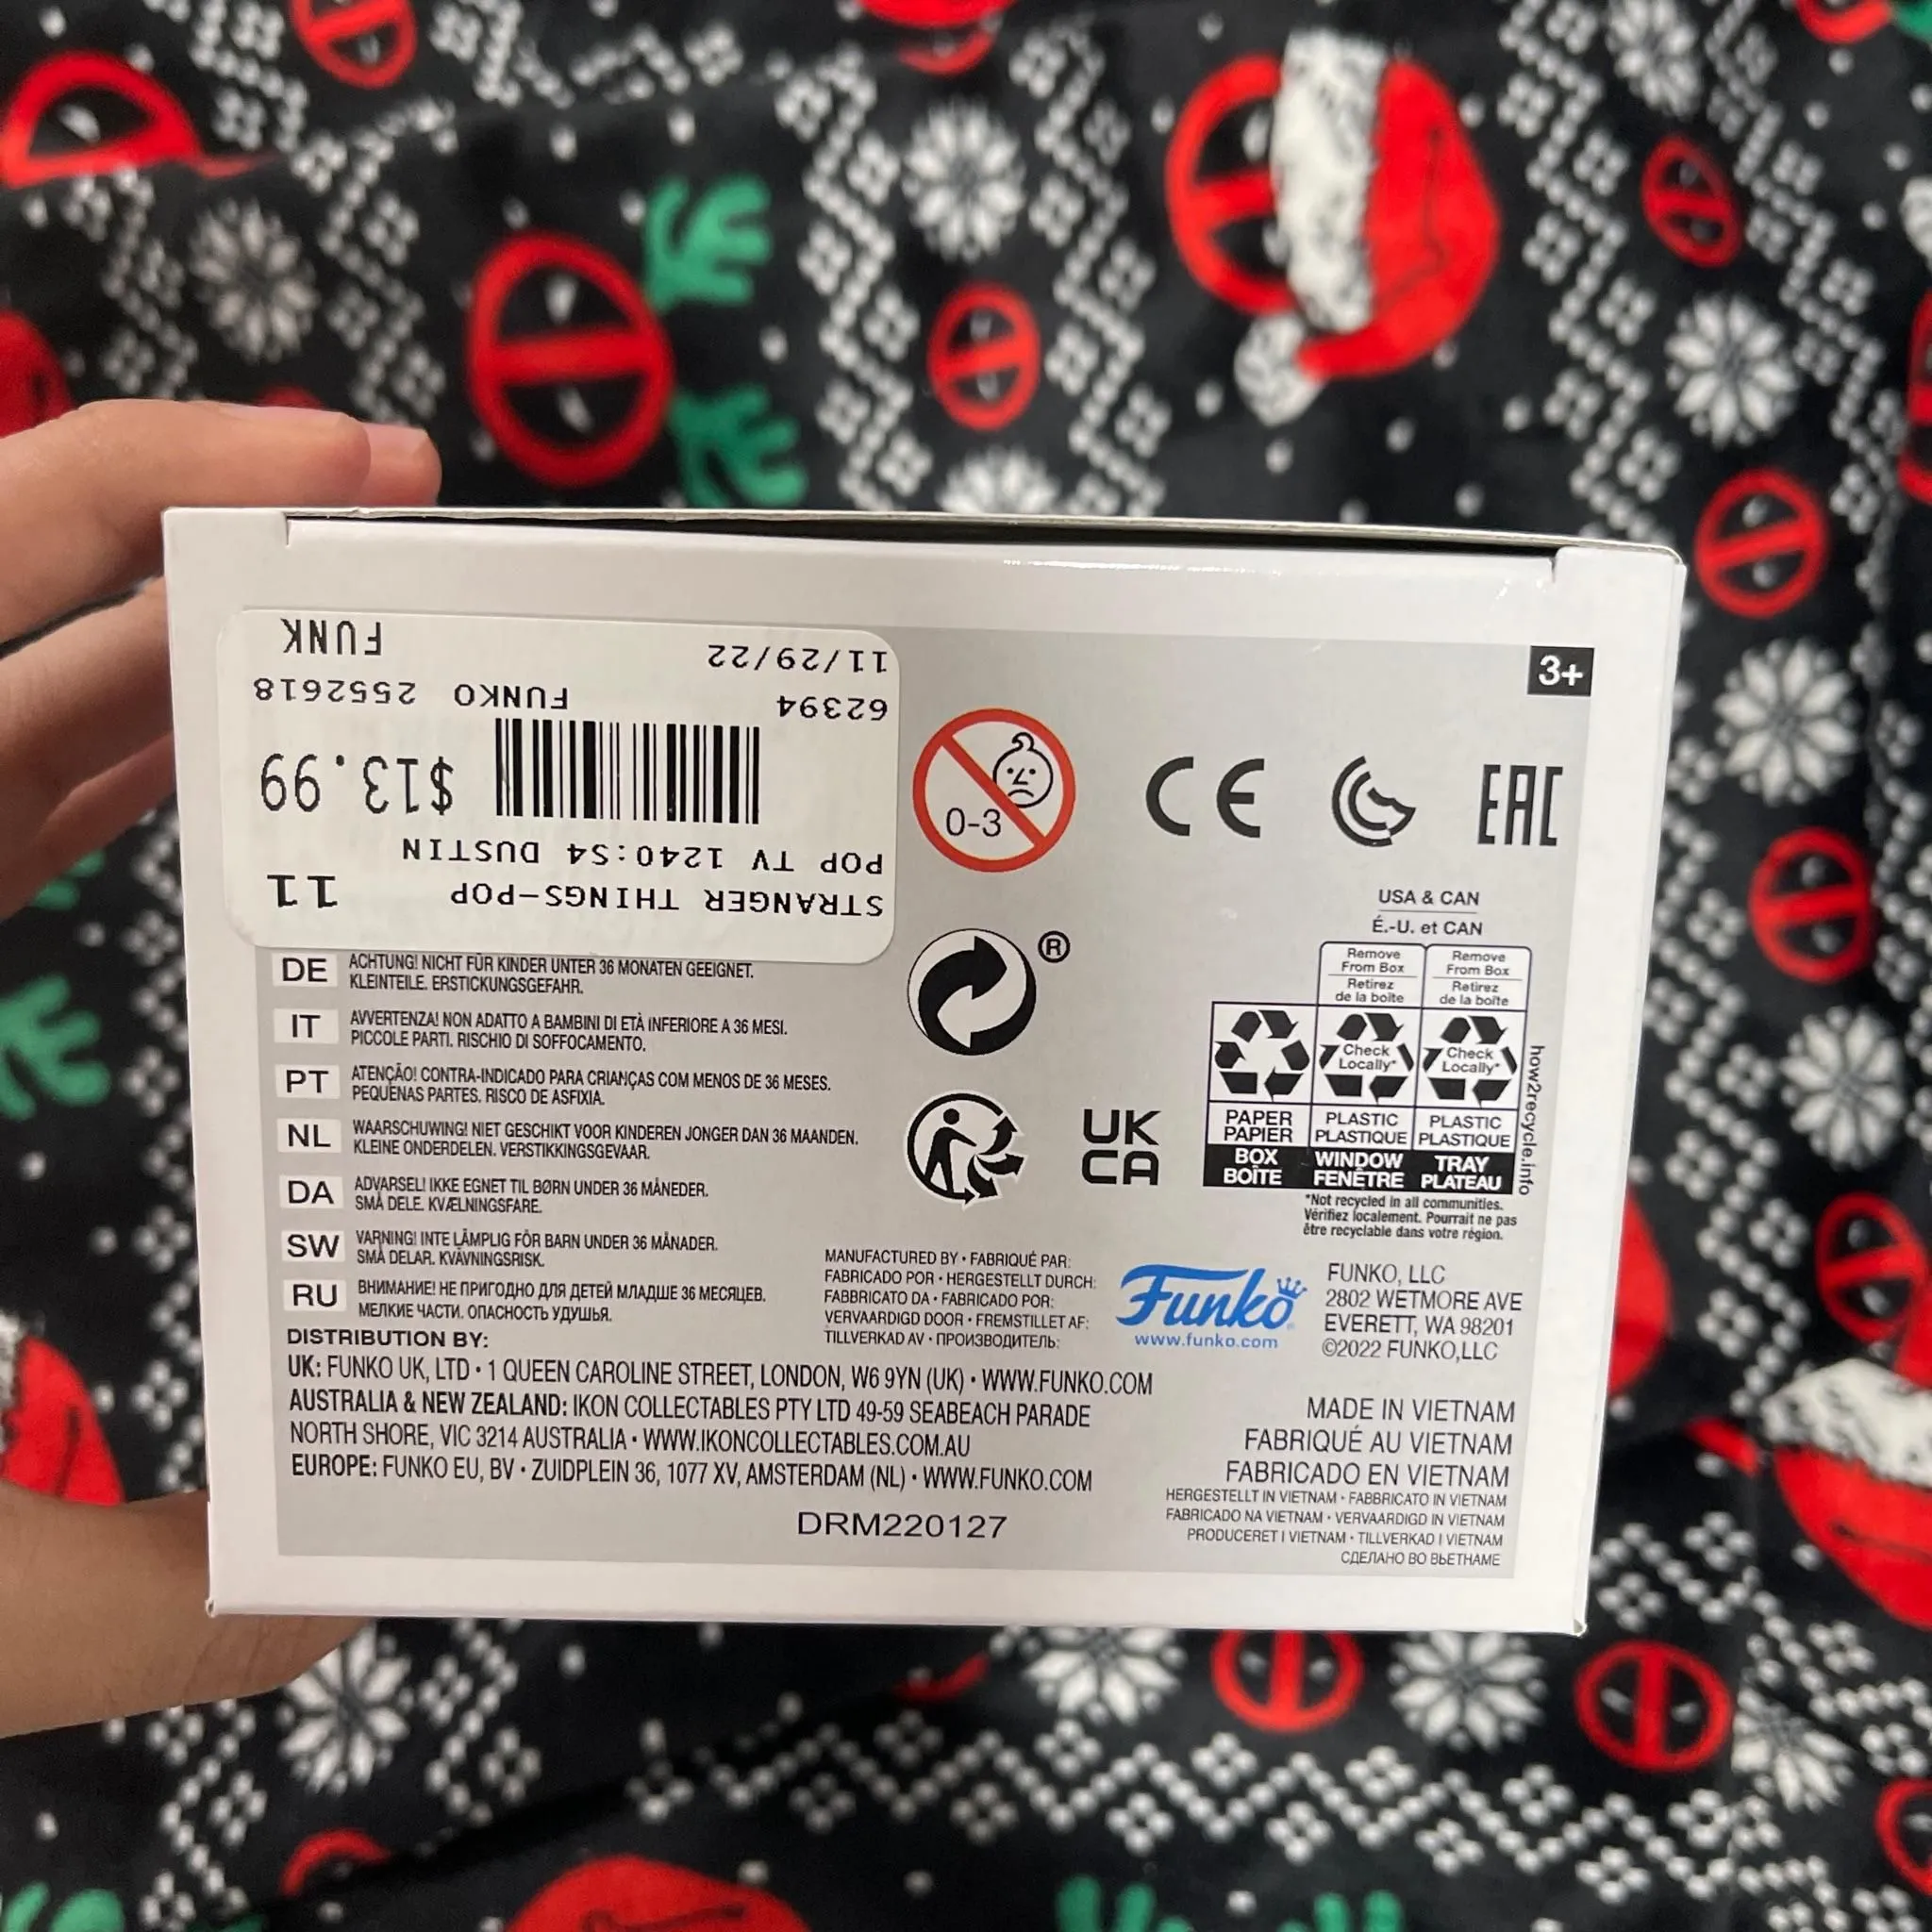 STRANGER THINGS-POP 11
POP TV 1240:S4 DUSTIN
$13.99
62394 FUNKO 2552618
11/29/22 FUNK
3+
0-3
CE
EAC
®
USA & CAN
É.-U. et CAN
Remove
From Box
Retirez
de la boîte
Remove
From Box
Retirez
de la boîte
Check
Locally*
Check
Locally*
PAPER
PAPIER
PLASTIC
PLASTIQUE
PLASTIC
PLASTIQUE
BOX
BOÎTE
WINDOW
FENÊTRE
TRAY
PLATEAU
how2recycle.info
*Not recycled in all communities.
Vérifiez localement. Pourrait ne pas
être recyclable dans votre région.
UK
CA
DE ACHTUNG! NICHT FÜR KINDER UNTER 36 MONATEN GEEIGNET.
KLEINTEILE. ERSTICKUNGSGEFAHR.
IT AVVERTENZA! NON ADATTO A BAMBINI DI ETÀ INFERIORE A 36 MESI.
PICCOLE PARTI. RISCHIO DI SOFFOCAMENTO.
PT ATENÇÃO! CONTRA-INDICADO PARA CRIANÇAS COM MENOS DE 36 MESES.
PEQUENAS PARTES. RISCO DE ASFIXIA.
NL WAARSCHUWING! NIET GESCHIKT VOOR KINDEREN JONGER DAN 36 MAANDEN.
KLEINE ONDERDELEN. VERSTIKKINGSGEVAAR.
DA ADVARSEL! IKKE EGNET TIL BØRN UNDER 36 MÅNEDER.
SMÅ DELE. KVÆLNINGSFARE.
SW VARNING! INTE LÄMPLIG FÖR BARN UNDER 36 MÅNADER.
SMÅ DELAR. KVÄVNINGSRISK.
RU ВНИМАНИЕ! НЕ ПРИГОДНО ДЛЯ ДЕТЕЙ МЛАДШЕ 36 МЕСЯЦЕВ.
МЕЛКИЕ ЧАСТИ. ОПАСНОСТЬ УДУШЬЯ.
MANUFACTURED BY • FABRIQUÉ PAR:
FABRICADO POR • HERGESTELLT DURCH:
FABBRICATO DA • FABRICADO POR:
VERVAARDIGD DOOR • FREMSTILLET AF:
TILLVERKAD AV • ПРОИЗВОДИТЕЛЬ:
Funko
www.funko.com
FUNKO, LLC
2802 WETMORE AVE
EVERETT, WA 98201
©2022 FUNKO,LLC
DISTRIBUTION BY:
UK: FUNKO UK, LTD • 1 QUEEN CAROLINE STREET, LONDON, W6 9YN (UK) • WWW.FUNKO.COM
AUSTRALIA & NEW ZEALAND: IKON COLLECTABLES PTY LTD 49-59 SEABEACH PARADE
NORTH SHORE, VIC 3214 AUSTRALIA • WWW.IKONCOLLECTABLES.COM.AU
EUROPE: FUNKO EU, BV • ZUIDPLEIN 36, 1077 XV, AMSTERDAM (NL) • WWW.FUNKO.COM
DRM220127
MADE IN VIETNAM
FABRIQUÉ AU VIETNAM
FABRICADO EN VIETNAM
HERGESTELLT IN VIETNAM • FABBRICATO IN VIETNAM
FABRICADO NA VIETNAM • VERVAARDIGD IN VIETNAM
PRODUCERET I VIETNAM • TILLVERKAD I VIETNAM
СДЕЛАНО ВО ВЬЕТНАМЕ